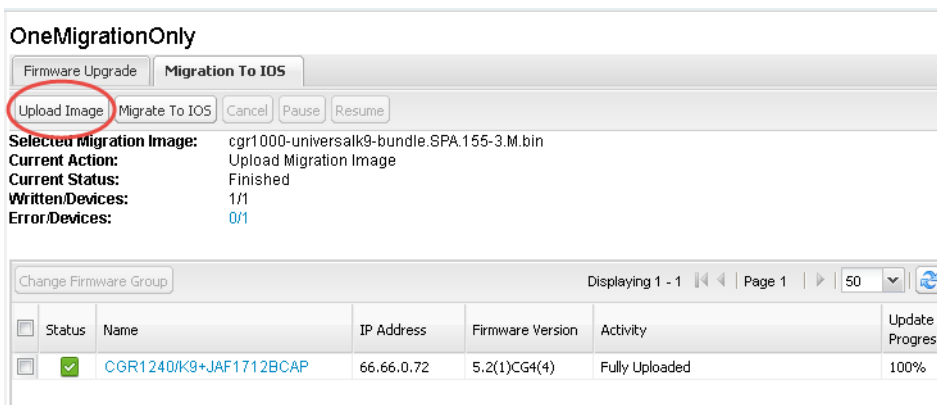 OneMigrationOnly
Firmware Upgrade Migration To IOS
Upload Image Migrate To IOS Cancel Pause Resume
Selected Migration Image: cgr1000-universalk9-bundle.SPA.155-3.M.bin
Current Action: Upload Migration Image
Current Status: Finished
Written/Devices: 1/1
Error/Devices: 0/1
Change Firmware Group Displaying 1 - 1 Page 1 50
Status Name IP Address Firmware Version Activity Update
Progres
CGR1240/K9+JAF1712BCAP 66.66.0.72 5.2(1)CG4(4) Fully Uploaded 100%